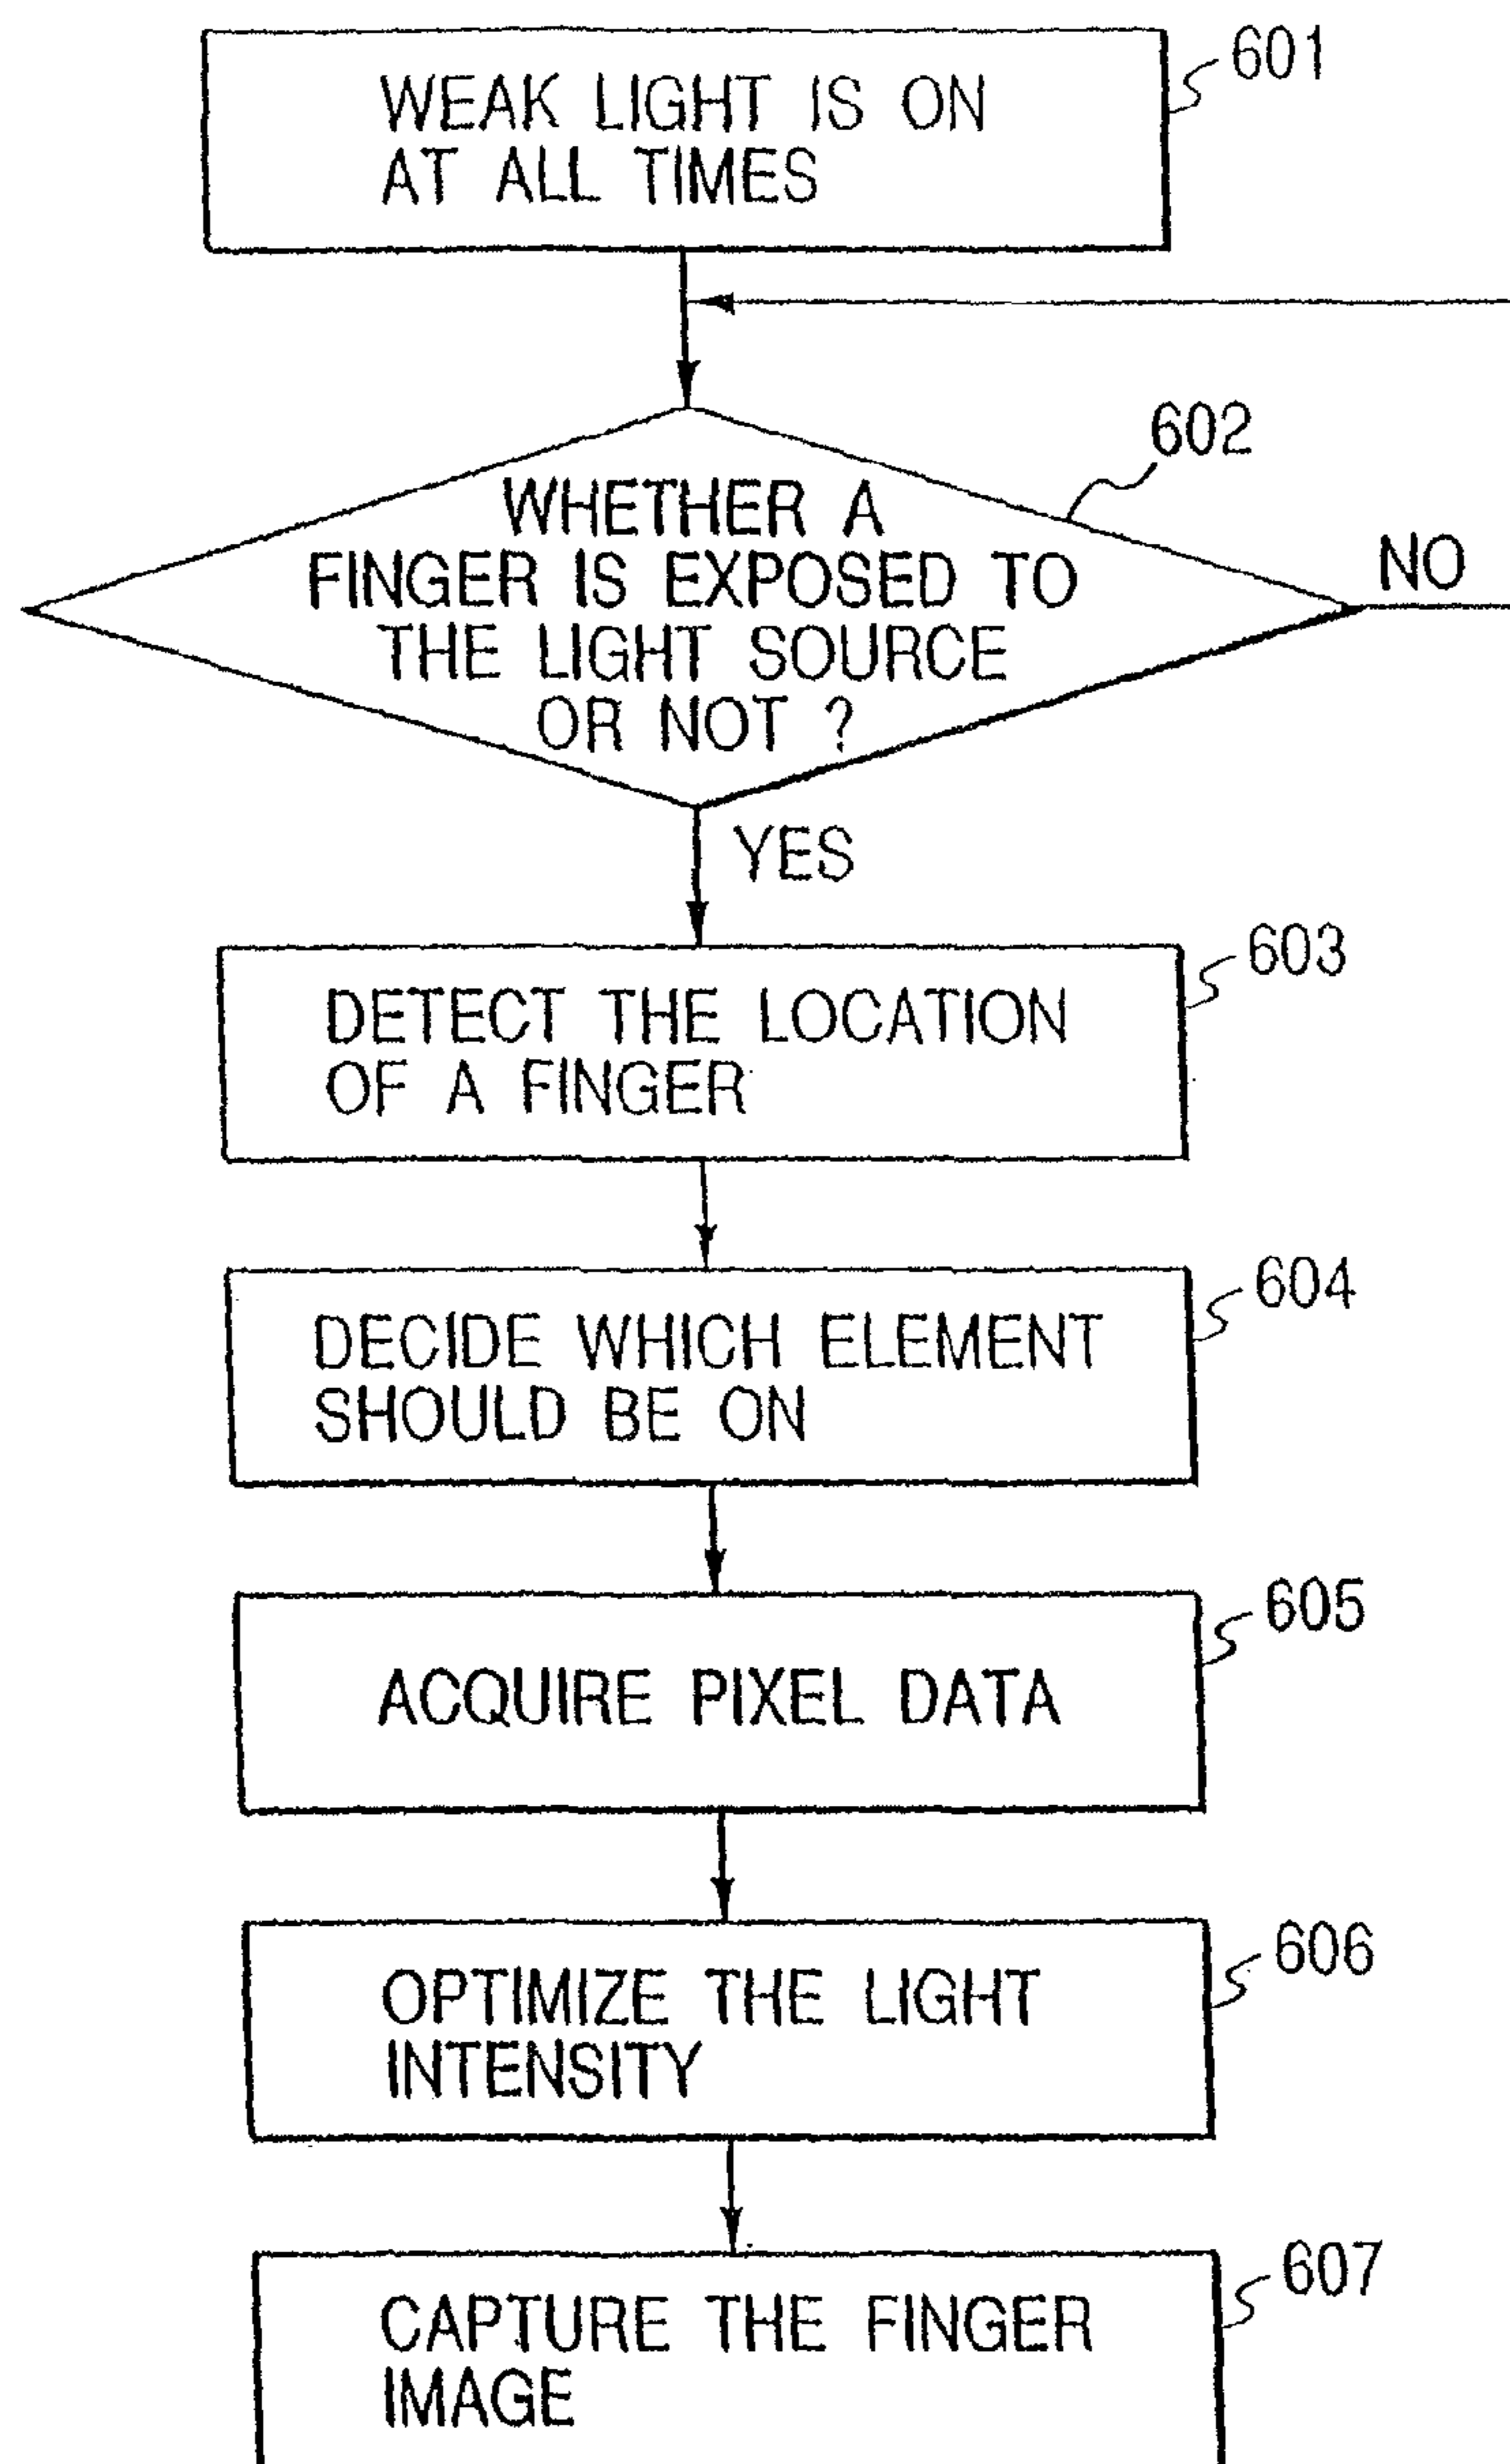 601
WEAK LIGHT IS ON
AT ALL TIMES
602
WHETHER A
FINGER IS EXPOSED TO
THE LIGHT SOURCE
OR NOT ?
NO
YES
603
DETECT THE LOCATION
OF A FINGER
604
DECIDE WHICH ELEMENT
SHOULD BE ON
605
ACQUIRE PIXEL DATA
606
OPTIMIZE THE LIGHT
INTENSITY
607
CAPTURE THE FINGER
IMAGE